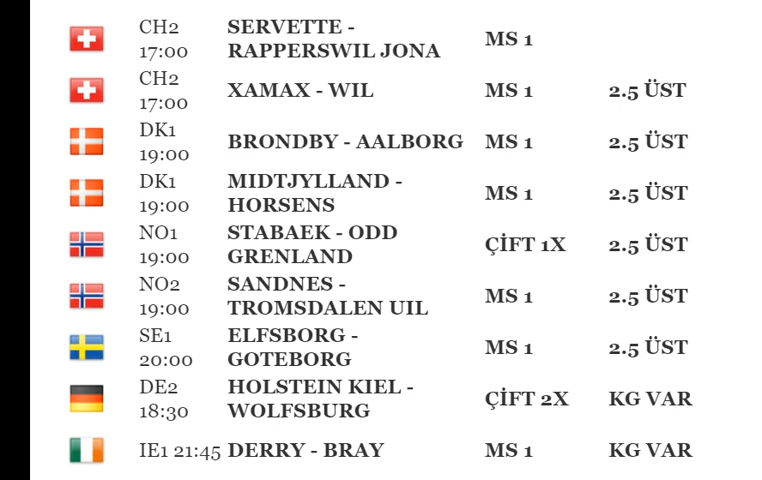 CH2 SERVETTE -
17:00 RAPPERSWIL JONA MS 1
CH2
17:00 XAMAX - WIL MS 1 2.5 ÜST
DK1
19:00 BRONDBY - AALBORG MS 1 2.5 ÜST
DK1 MIDTJYLLAND -
19:00 HORSENS MS 1 2.5 ÜST
NO1 STABAEK - ODD
19:00 GRENLAND ÇİFT 1X 2.5 ÜST
NO2 SANDNES -
19:00 TROMSDALEN UIL MS 1 2.5 ÜST
SE1 ELFSBORG -
20:00 GOTEBORG MS 1 2.5 ÜST
DE2 HOLSTEIN KIEL -
18:30 WOLFSBURG ÇİFT 2X KG VAR
IE1 21:45 DERRY - BRAY MS 1 KG VAR